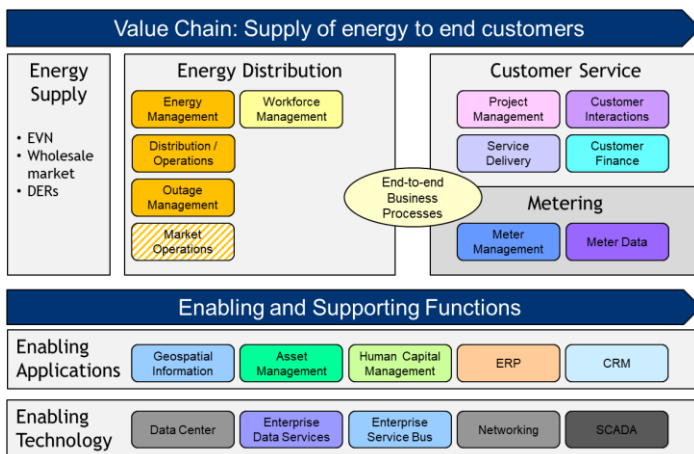 Value Chain: Supply of energy to end customers
Energy
Supply
• EVN
• Wholesale
market
• DERs
Energy Distribution
Energy
Management
Workforce
Management
Distribution /
Operations
Outage
Management
Market
Operations
End-to-end
Business
Processes
Customer Service
Project
Management
Customer
Interactions
Service
Delivery
Customer
Finance
Metering
Meter
Management
Meter Data
Enabling and Supporting Functions
Enabling
Applications
Geospatial
Information
Asset
Management
Human Capital
Management
ERP
CRM
Enabling
Technology
Data Center
Enterprise
Data Services
Enterprise
Service Bus
Networking
SCADA